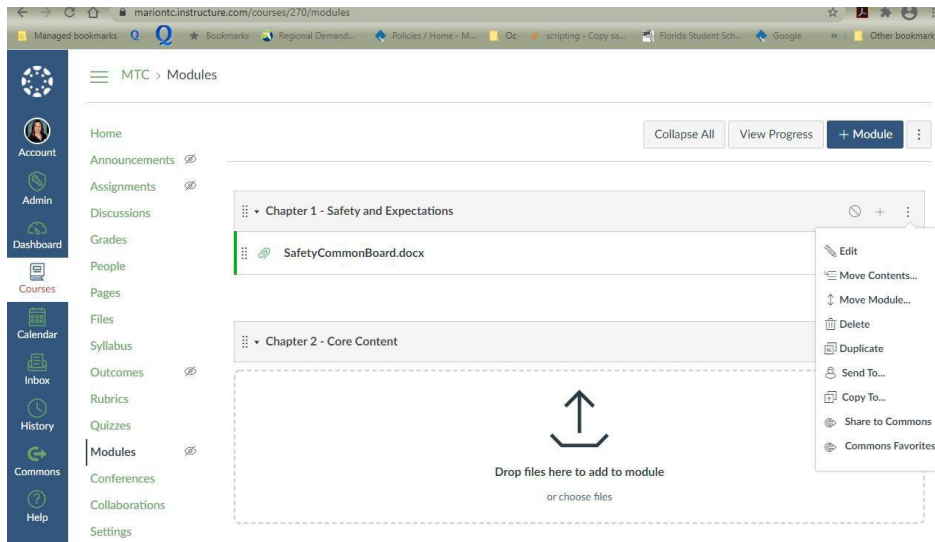 mariontc.instructure.com/courses/270/modules
Managed bookmarks Q Q Bookmarks Regional Demand... Policies / Home - M... Oc scripting - Copy sa... Florida Student Sch... Google » Other bookmark
MTC > Modules
Account
Admin
Dashboard
Courses
Calendar
Inbox
History
Commons
Help
Home
Announcements
Assignments
Discussions
Grades
People
Pages
Files
Syllabus
Outcomes
Rubrics
Quizzes
Modules
Conferences
Collaborations
Settings
Collapse All View Progress + Module
Chapter 1 - Safety and Expectations
SafetyCommonBoard.docx
Edit
Move Contents...
Move Module...
Delete
Duplicate
Send To...
Copy To...
Share to Commons
Commons Favorites
Chapter 2 - Core Content
Drop files here to add to module
or choose files